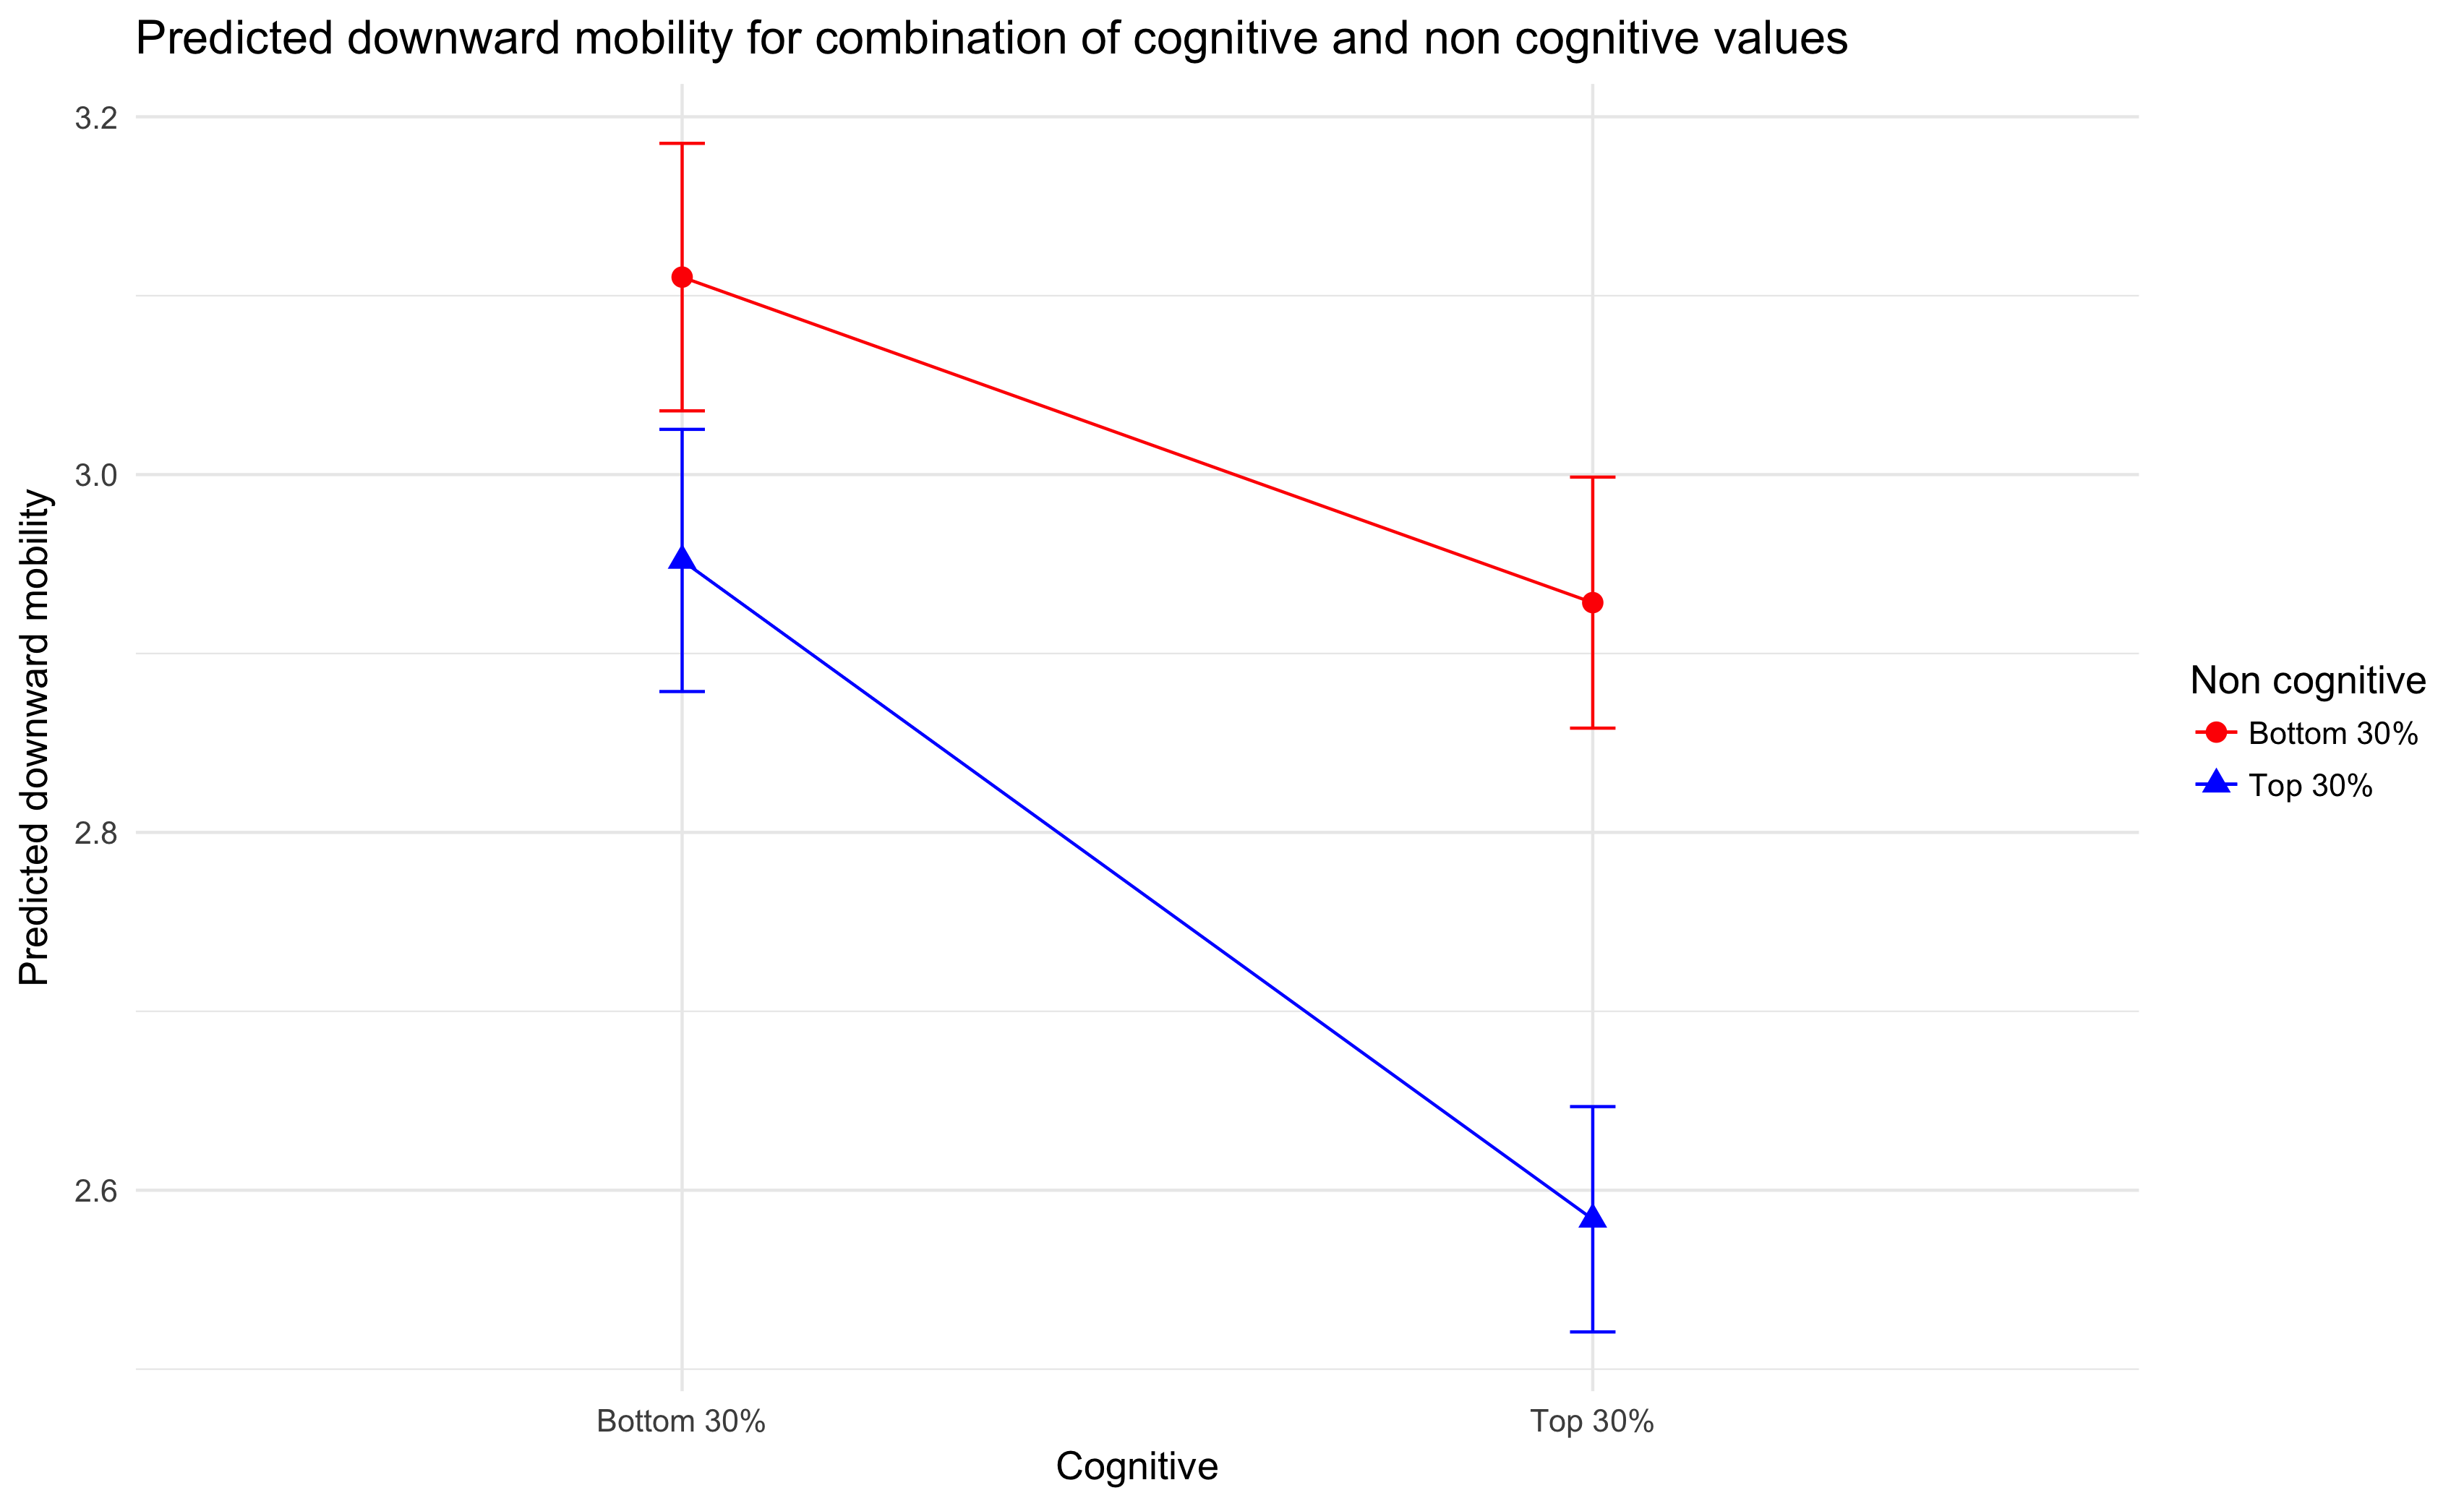 Predicted downward mobility for combination of cognitive and non cognitive values
3.2
3.0
2.8
2.6
Predicted downward mobility
Bottom 30%
Top 30%
Cognitive
Non cognitive
Bottom 30%
Top 30%